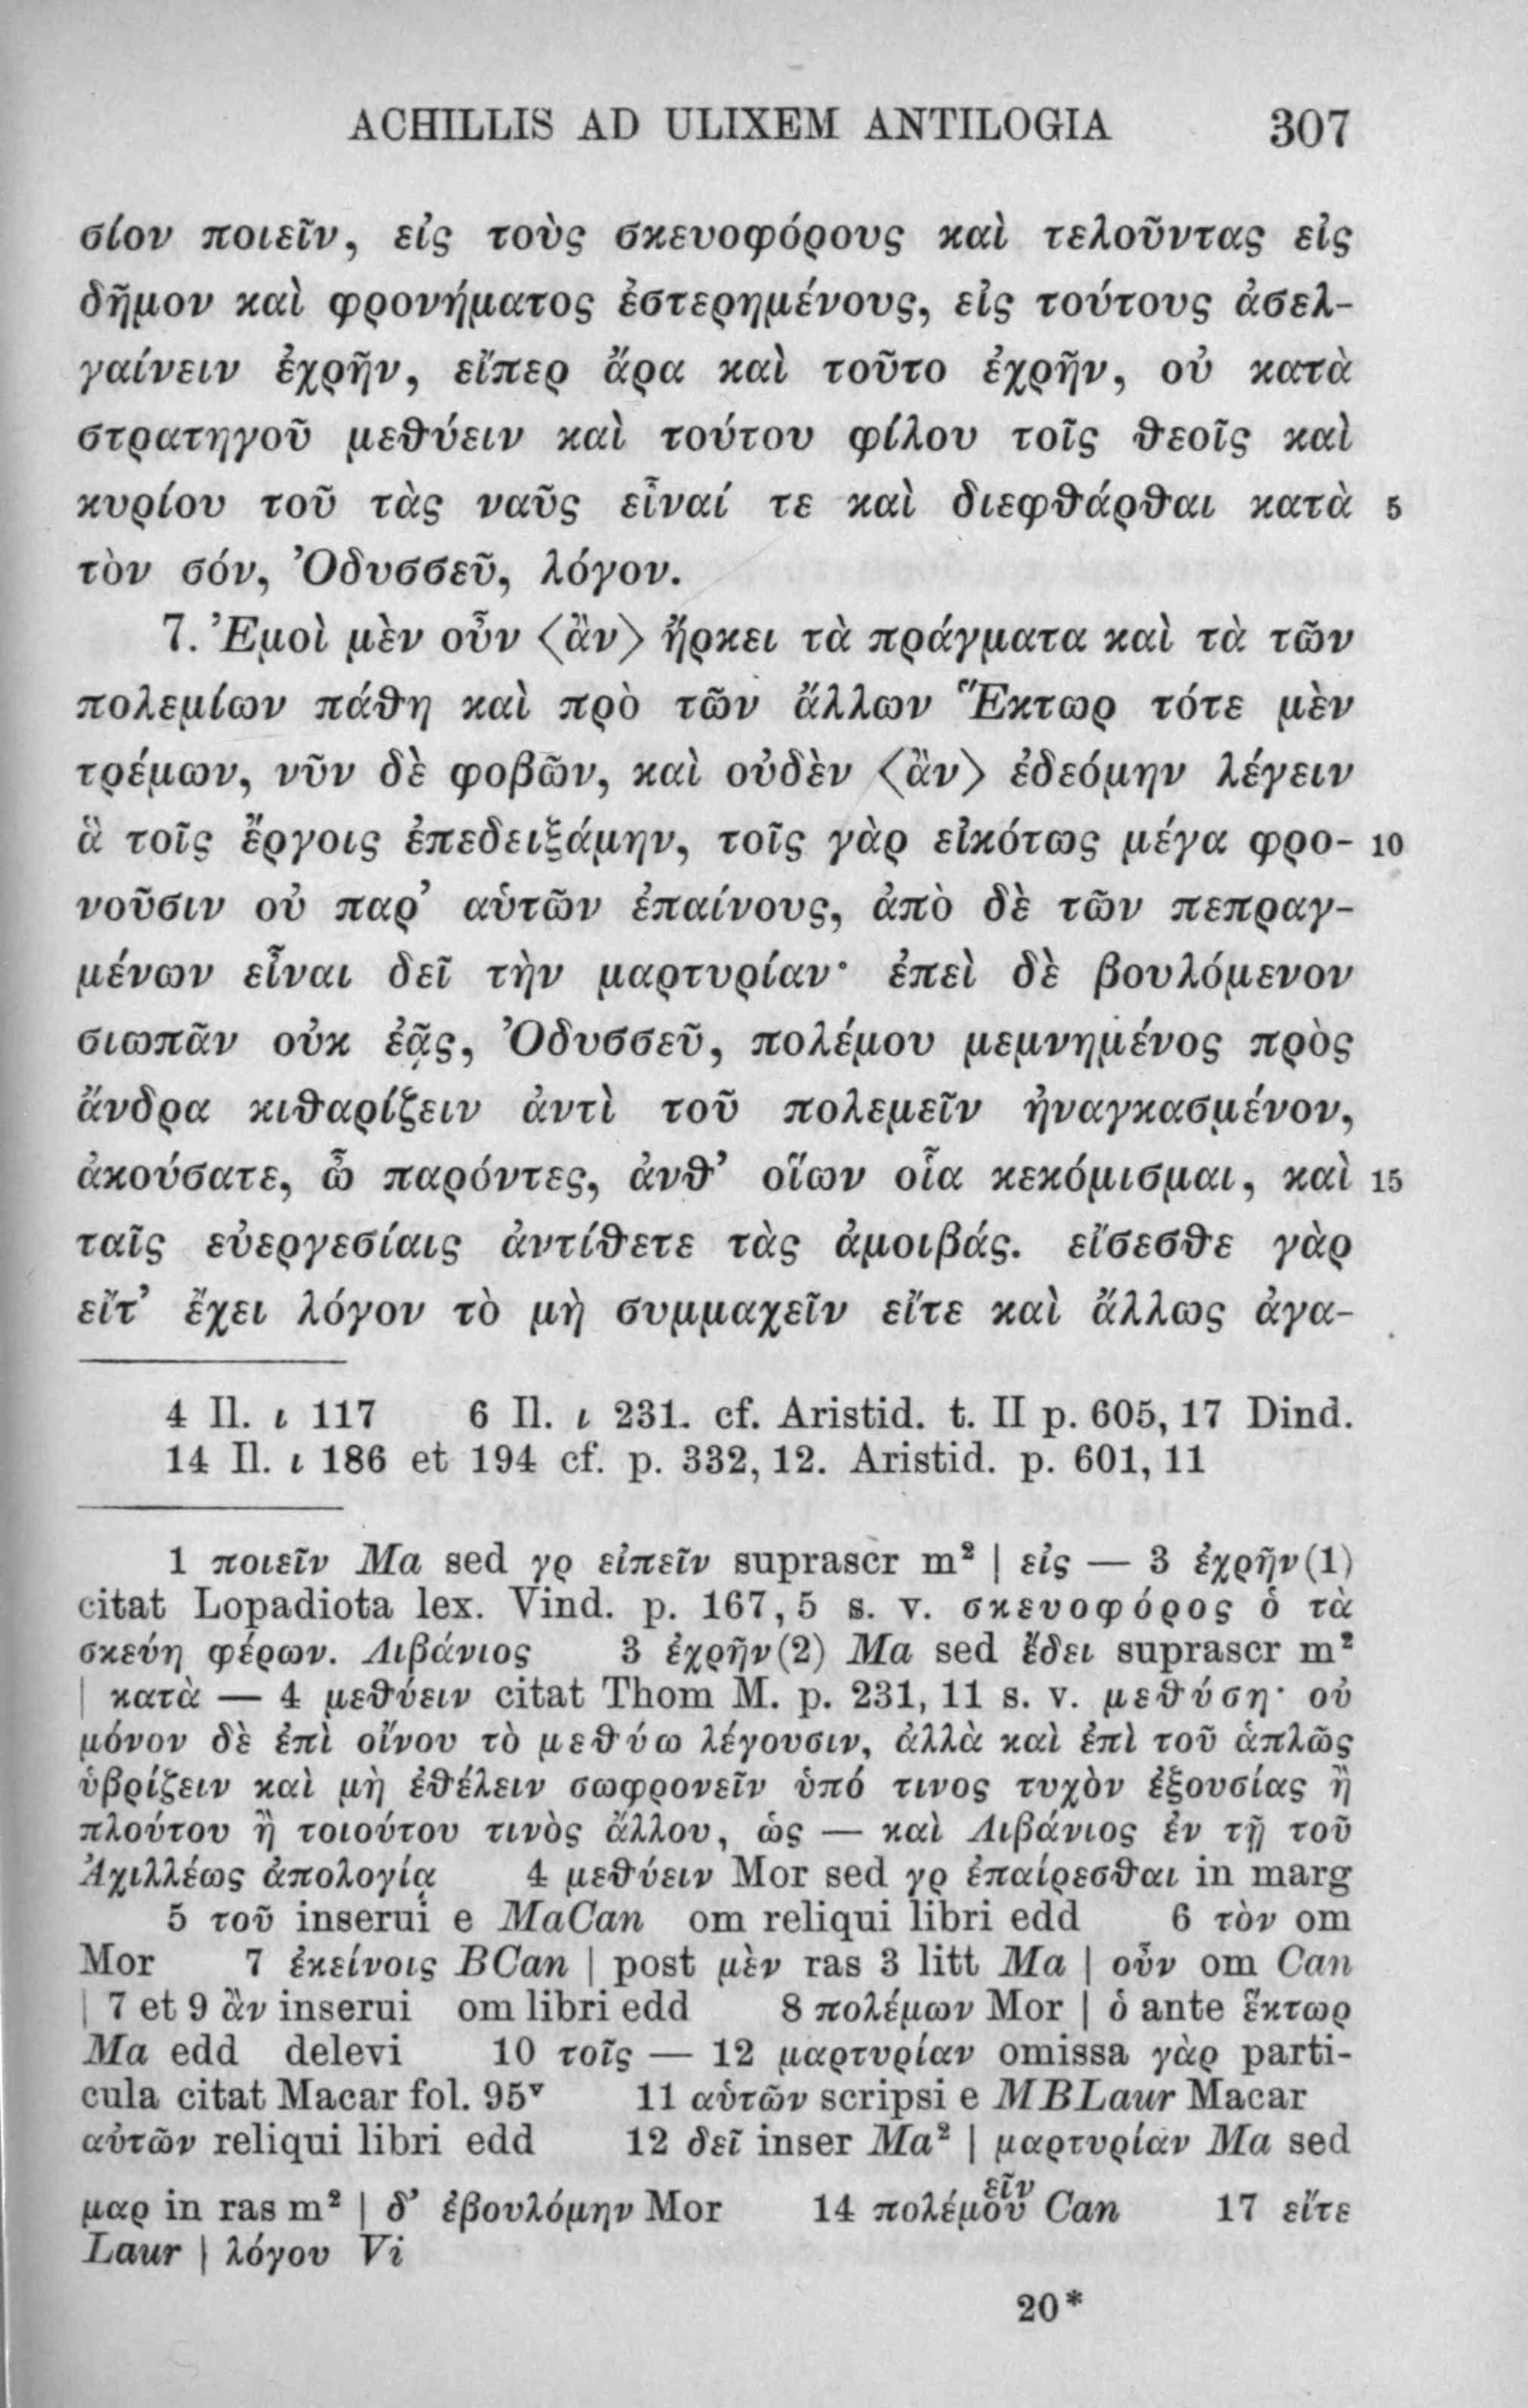 ACHILLIS AD ULIXEM ANTILOGIA 307
σίον ποιεῖν, εἰς τοὺς σκευοφόρους καὶ τελοῦντας εἰς
δῆμον καὶ φρονήματος ἐστερημένους, εἰς τούτους ἀσελ-
γαίνειν ἐχρῆν, εἴπερ ἄρα καὶ τοῦτο ἐχρῆν, οὐ κατὰ
στρατηγοῦ μεθύειν καὶ τούτου φίλου τοῖς θεοῖς καὶ
κυρίου τοῦ τὰς ναῦς εἶναί τε καὶ διεφθάρθαι κατὰ 5
τὸν σόν, Ὀδυσσεῦ, λόγον.
7. Ἐμοὶ μὲν οὖν ⟨ἂν⟩ ἤρκει τὰ πράγματα καὶ τὰ τῶν
πολεμίων πάθη καὶ πρὸ τῶν ἄλλων Ἕκτωρ τότε μὲν
τρέμων, νῦν δὲ φοβῶν, καὶ οὐδὲν ⟨ἂν⟩ ἐδεόμην λέγειν
ἃ τοῖς ἔργοις ἐπεδειξάμην, τοῖς γὰρ εἰκότως μέγα φρο- 10
νοῦσιν οὐ παρ’ αὑτῶν ἐπαίνους, ἀπὸ δὲ τῶν πεπραγ-
μένων εἶναι δεῖ τὴν μαρτυρίαν· ἐπεὶ δὲ βουλόμενον
σιωπᾶν οὐκ ἐᾷς, Ὀδυσσεῦ, πολέμου μεμνημένος πρὸς
ἄνδρα κιθαρίζειν ἀντὶ τοῦ πολεμεῖν ἠναγκασμένον,
ἀκούσατε, ὦ παρόντες, ἀνθ’ οἵων οἷα κεκόμισμαι, καὶ 15
ταῖς εὐεργεσίαις ἀντίθετε τὰς ἀμοιβάς. εἴσεσθε γὰρ
εἴτ’ ἔχει λόγον τὸ μὴ συμμαχεῖν εἴτε καὶ ἄλλως ἀγα-
4 Il. ι 117 6 Il. ι 231. cf. Aristid. t. II p. 605, 17 Dind.
14 Il. ι 186 et 194 cf. p. 332, 12. Aristid. p. 601, 11
1 ποιεῖν Ma sed γρ εἰπεῖν suprascr m² | εἰς — 3 ἐχρῆν (1)
citat Lopadiota lex. Vind. p. 167, 5 s. v. σκευοφόρος ὁ τὰ
σκεύη φέρων. Λιβάνιος 3 ἐχρῆν (2) Ma sed ἔδει suprascr m²
| κατὰ — 4 μεθύειν citat Thom M. p. 231, 11 s. v. μεθύση· οὐ
μόνον δὲ ἐπὶ οἴνου τὸ μεθύω λέγουσιν, ἀλλὰ καὶ ἐπὶ τοῦ ἁπλῶς
ὑβρίζειν καὶ μὴ ἐθέλειν σωφρονεῖν ὑπό τινος τυχὸν ἐξουσίας ἢ
πλούτου ἢ τοιούτου τινὸς ἄλλου, ὡς — καὶ Λιβάνιος ἐν τῇ τοῦ
Ἀχιλλέως ἀπολογίᾳ 4 μεθύειν Mor sed γρ ἐπαίρεσθαι in marg
5 τοῦ inserui e MaCan om reliqui libri edd 6 τὸν om
Mor 7 ἐκείνοις BCan | post μὲν ras 3 litt Ma | οὖν om Can
| 7 et 9 ἂν inserui om libri edd 8 πολέμων Mor | ὁ ante ἕκτωρ
Ma edd delevi 10 τοῖς — 12 μαρτυρίαν omissa γὰρ parti-
cula citat Macar fol. 95ᵛ 11 αὑτῶν scripsi e MBLaur Macar
αὐτῶν reliqui libri edd 12 δεῖ inser Ma² | μαρτυρίαν Ma sed
μαρ in ras m² | δ’ ἐβουλόμην Mor 14 πολέμου εῖν Can 17 εἴτε
Laur | λόγου Vi
20*